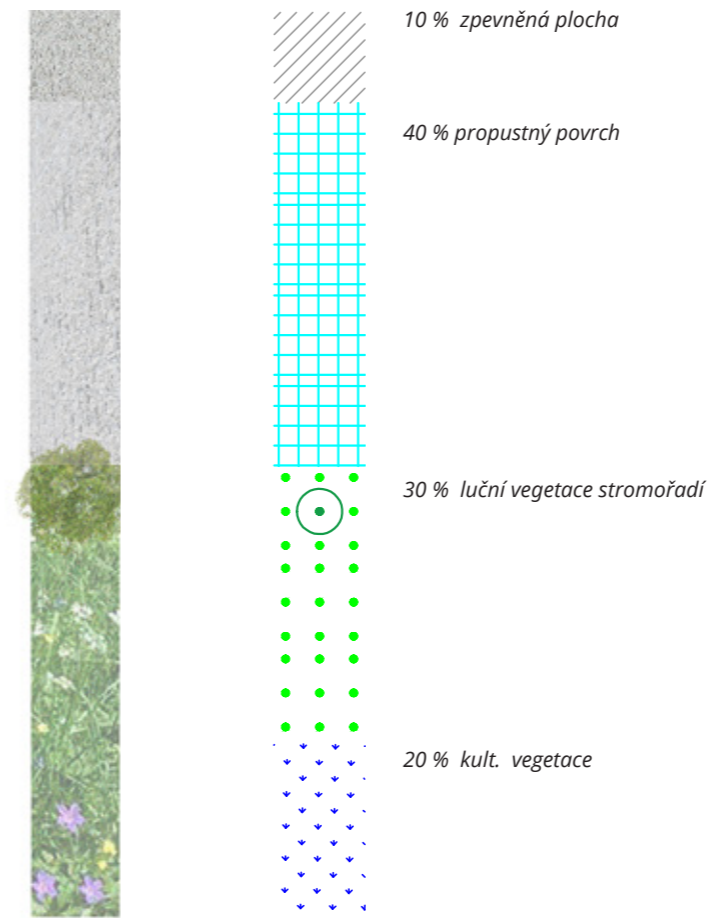 10 % zpevněná plocha
40 % propustný povrch
30 % luční vegetace stromořadí
20 % kult. vegetace